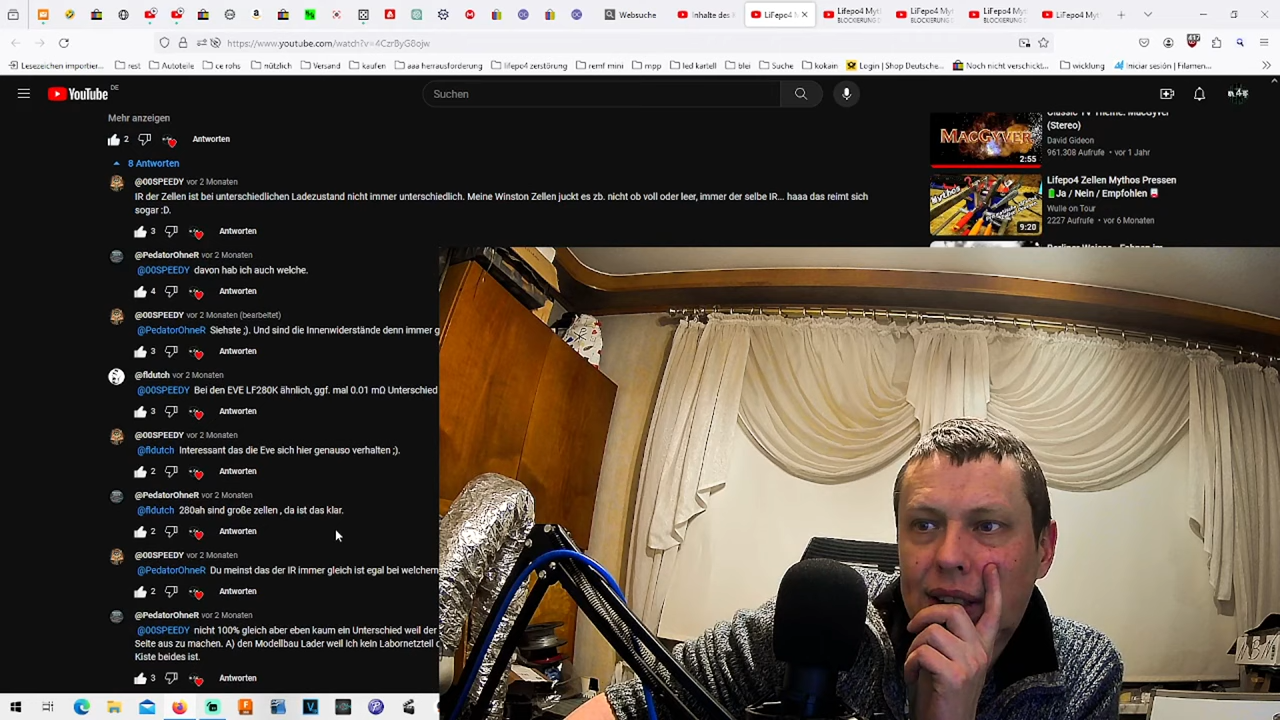 Websuche
Inhalte des
LiFepo4
Lifepo4 Myt
BLOCKIERUNG
Lifepo4 Myth
BLOCKIERUNG
Lifepo4 Myth
BLOCKIERUNG
LiFepo4 Myt
https://www.youtube.com/watch?v=4CzrByG8ojw
Lesezeichen importier...
rest
Autoteile
ce rohs
nützlich
Versand
kaufen
aaa herrausforderung
lifepo4 zerstörung
remf mini
mpp
led kartell
blei
Suche
kokain
Login | Shop Deutsche...
Noch nicht verschickt...
wicklung
Iniciar sesión | Filamen...
YouTube DE
Suchen
Mehr anzeigen
2 Antworten
8 Antworten
@00SPEEDY vor 2 Monaten
IR der Zellen ist bei unterschiedlichen Ladezustand nicht immer unterschiedlich. Meine Winston Zellen juckt es zb. nicht ob voll oder leer, immer der selbe IR... haaa das reimt sich
sogar :D.
3 Antworten
@PedatorOhneR vor 2 Monaten
@00SPEEDY davon hab ich auch welche.
4 Antworten
@00SPEEDY vor 2 Monaten (bearbeitet)
@PedatorOhneR Siehste ;). Und sind die Innenwiderstände denn immer g
3 Antworten
@fldutch vor 2 Monaten
@00SPEEDY Bei den EVE LF280K ähnlich, ggf. mal 0.01 mΩ Unterschied
3 Antworten
@00SPEEDY vor 2 Monaten
@fldutch Interessant das die Eve sich hier genauso verhalten ;).
2 Antworten
@PedatorOhneR vor 2 Monaten
@fldutch 280ah sind große zellen , da ist das klar.
2 Antworten
@00SPEEDY vor 2 Monaten
@PedatorOhneR Du meinst das der IR immer gleich ist egal bei welchem
2 Antworten
@PedatorOhneR vor 2 Monaten
@00SPEEDY nicht 100% gleich aber eben kaum ein Unterschied weil der
Seite aus zu machen. A) den Modellbau Lader weil Ich kein Labornetzteil
Kiste beides ist.
3 Antworten
Classic TV Theme: MacGyver
(Stereo)
David Gideon
961.308 Aufrufe • vor 1 Jahr
MACGYVER
2:55
Lifepo4 Zellen Mythos Pressen
Ja / Nein / Empfohlen
Wulle on Tour
2227 Aufrufe • vor 6 Monaten
9:20